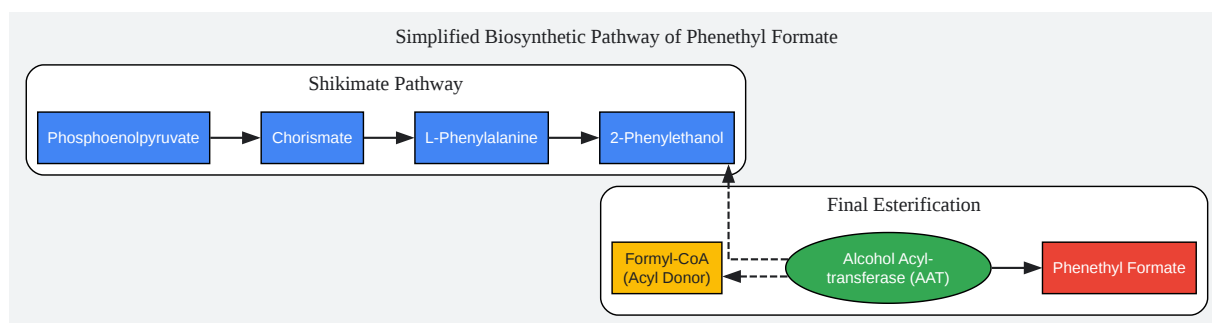 Simplified Biosynthetic Pathway of Phenethyl Formate
Shikimate Pathway
Phosphoenolpyruvate
Chorismate
L-Phenylalanine
2-Phenylethanol
Final Esterification
Formyl-CoA
(Acyl Donor)
Alcohol Acyl-
transferase (AAT)
Phenethyl Formate